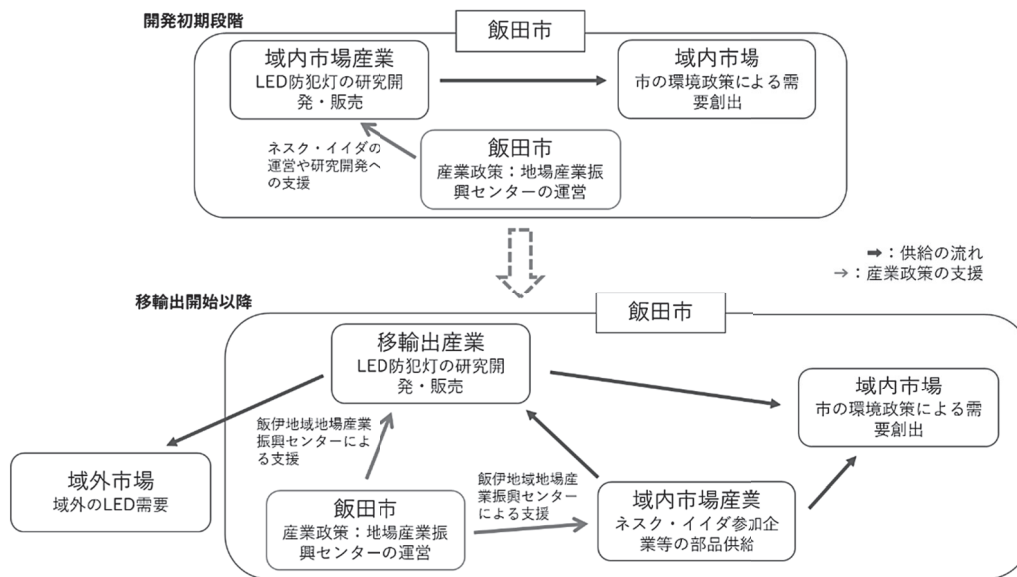 開発初期段階
飯田市
域内市場産業
LED防犯灯の研究開
発・販売
域内市場
市の環境政策による需
要創出
ネスク・イイダの
運営や研究開発へ
の支援
飯田市
産業政策：地場産業振
興センターの運営
➡：供給の流れ
→：産業政策の支援
移輸出開始以降
飯田市
移輸出産業
LED防犯灯の研究開
発・販売
域内市場
市の環境政策による需
要創出
飯伊地域地場産業
振興センターによ
る支援
域外市場
域外のLED需要
飯田市
産業政策：地場産業振
興センターの運営
飯伊地域地場産
業振興センター
による支援
域内市場産業
ネスク・イイダ参加企
業等の部品供給